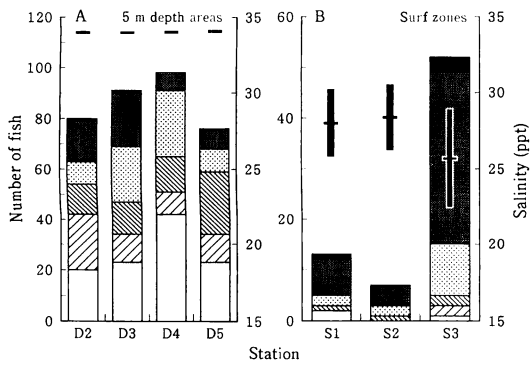 A 5 m depth areas
B Surf zones
120 100 80 60 40 20 0
35 30 25 20 15
60 40 20 0
35 30 25 20 15
Number of fish
Salinity (ppt)
D2 D3 D4 D5
S1 S2 S3
Station